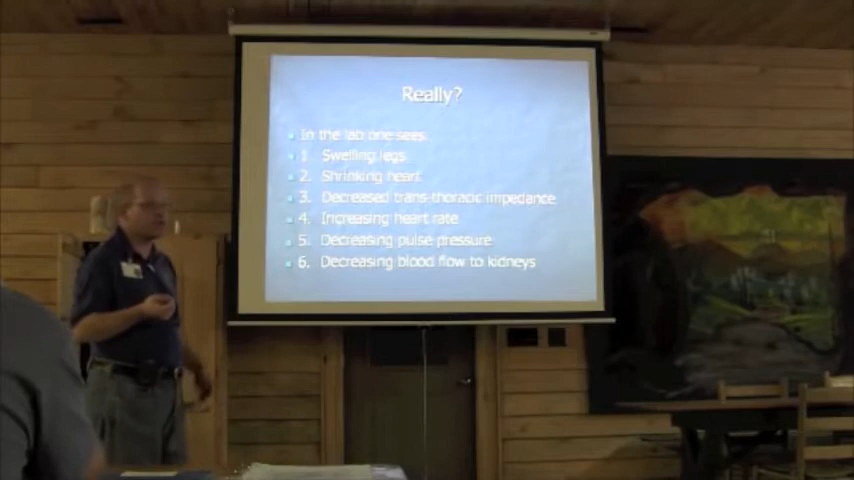 Really?
In the lab one sees
1 Swelling legs
2. Shrinking heart
3. Decreased trans-thoracic impedance
4. Increasing heart rate
5. Decreasing pulse pressure
6. Decreasing blood flow to kidneys